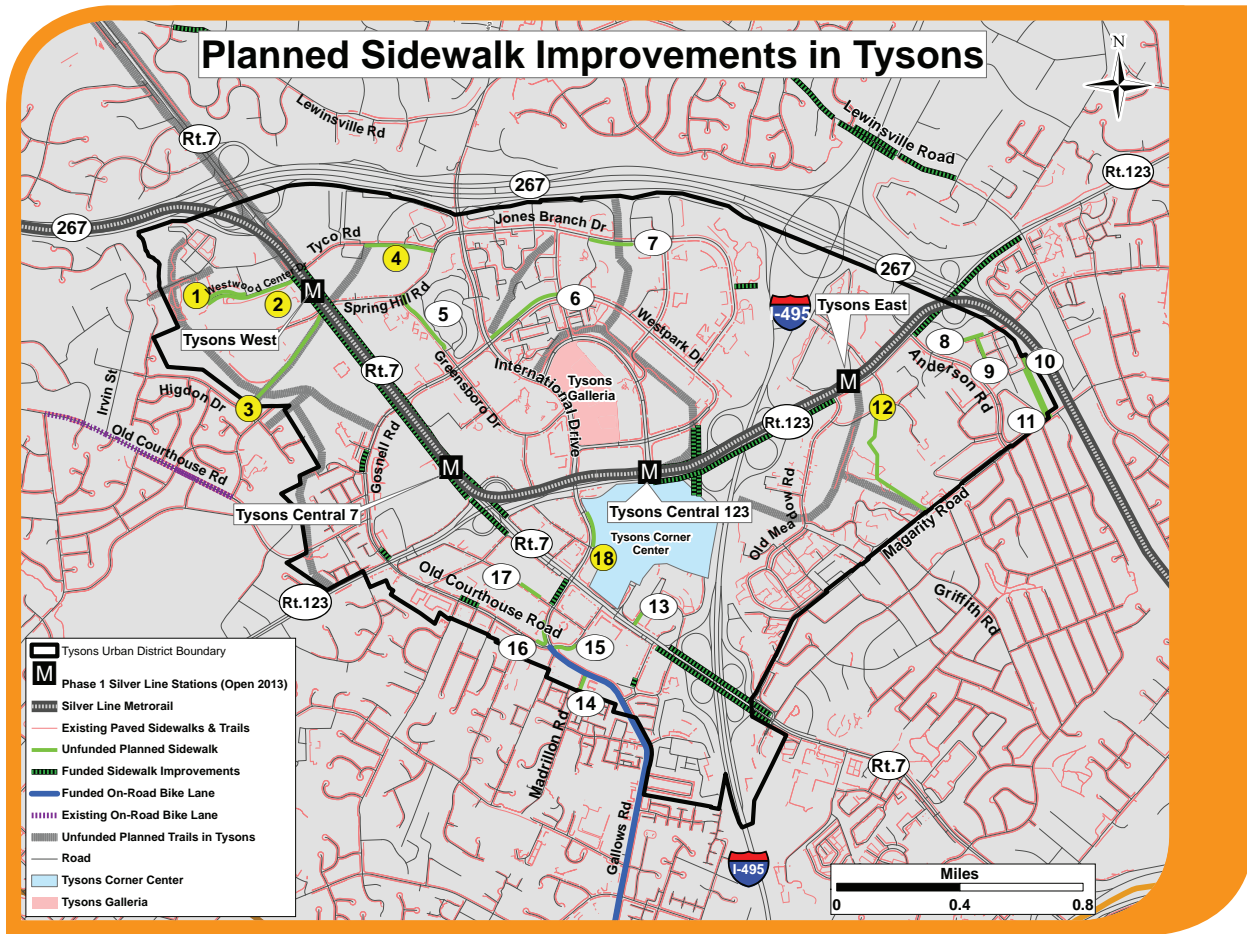 Planned Sidewalk Improvements in Tysons
N
Lewinsville Rd
Lewinsville Road
Rt.7
Rt.123
267
267
Jones Branch Dr
Tyco Rd
7
4
267
1
Westwood Center Dr
2
M
Spring Hill Rd
6
I-495
Tysons East
5
Tysons West
Westpark Dr
8
10
9
Anderson Rd
Greensboro Dr
Rt.7
International Drive
Tysons
Galleria
M
Irvin St
Higdon Dr
3
12
11
Rt.123
Old Courthouse Rd
Gosnell Rd
M
M
Tysons Central 7
Tysons Central 123
Old Meadow Rd
Magarity Road
Rt.7
Tysons Corner
Center
18
17
Old Courthouse Road
13
Griffith Rd
Rt.123
16
15
14
Madrillon Rd
Rt.7
Gallows Rd
I-495
Tysons Urban District Boundary
M
Phase 1 Silver Line Stations (Open 2013)
Silver Line Metrorail
Existing Paved Sidewalks & Trails
Unfunded Planned Sidewalk
Funded Sidewalk Improvements
Funded On-Road Bike Lane
Existing On-Road Bike Lane
Unfunded Planned Trails in Tysons
Road
Tysons Corner Center
Tysons Galleria
Miles
0 0.4 0.8